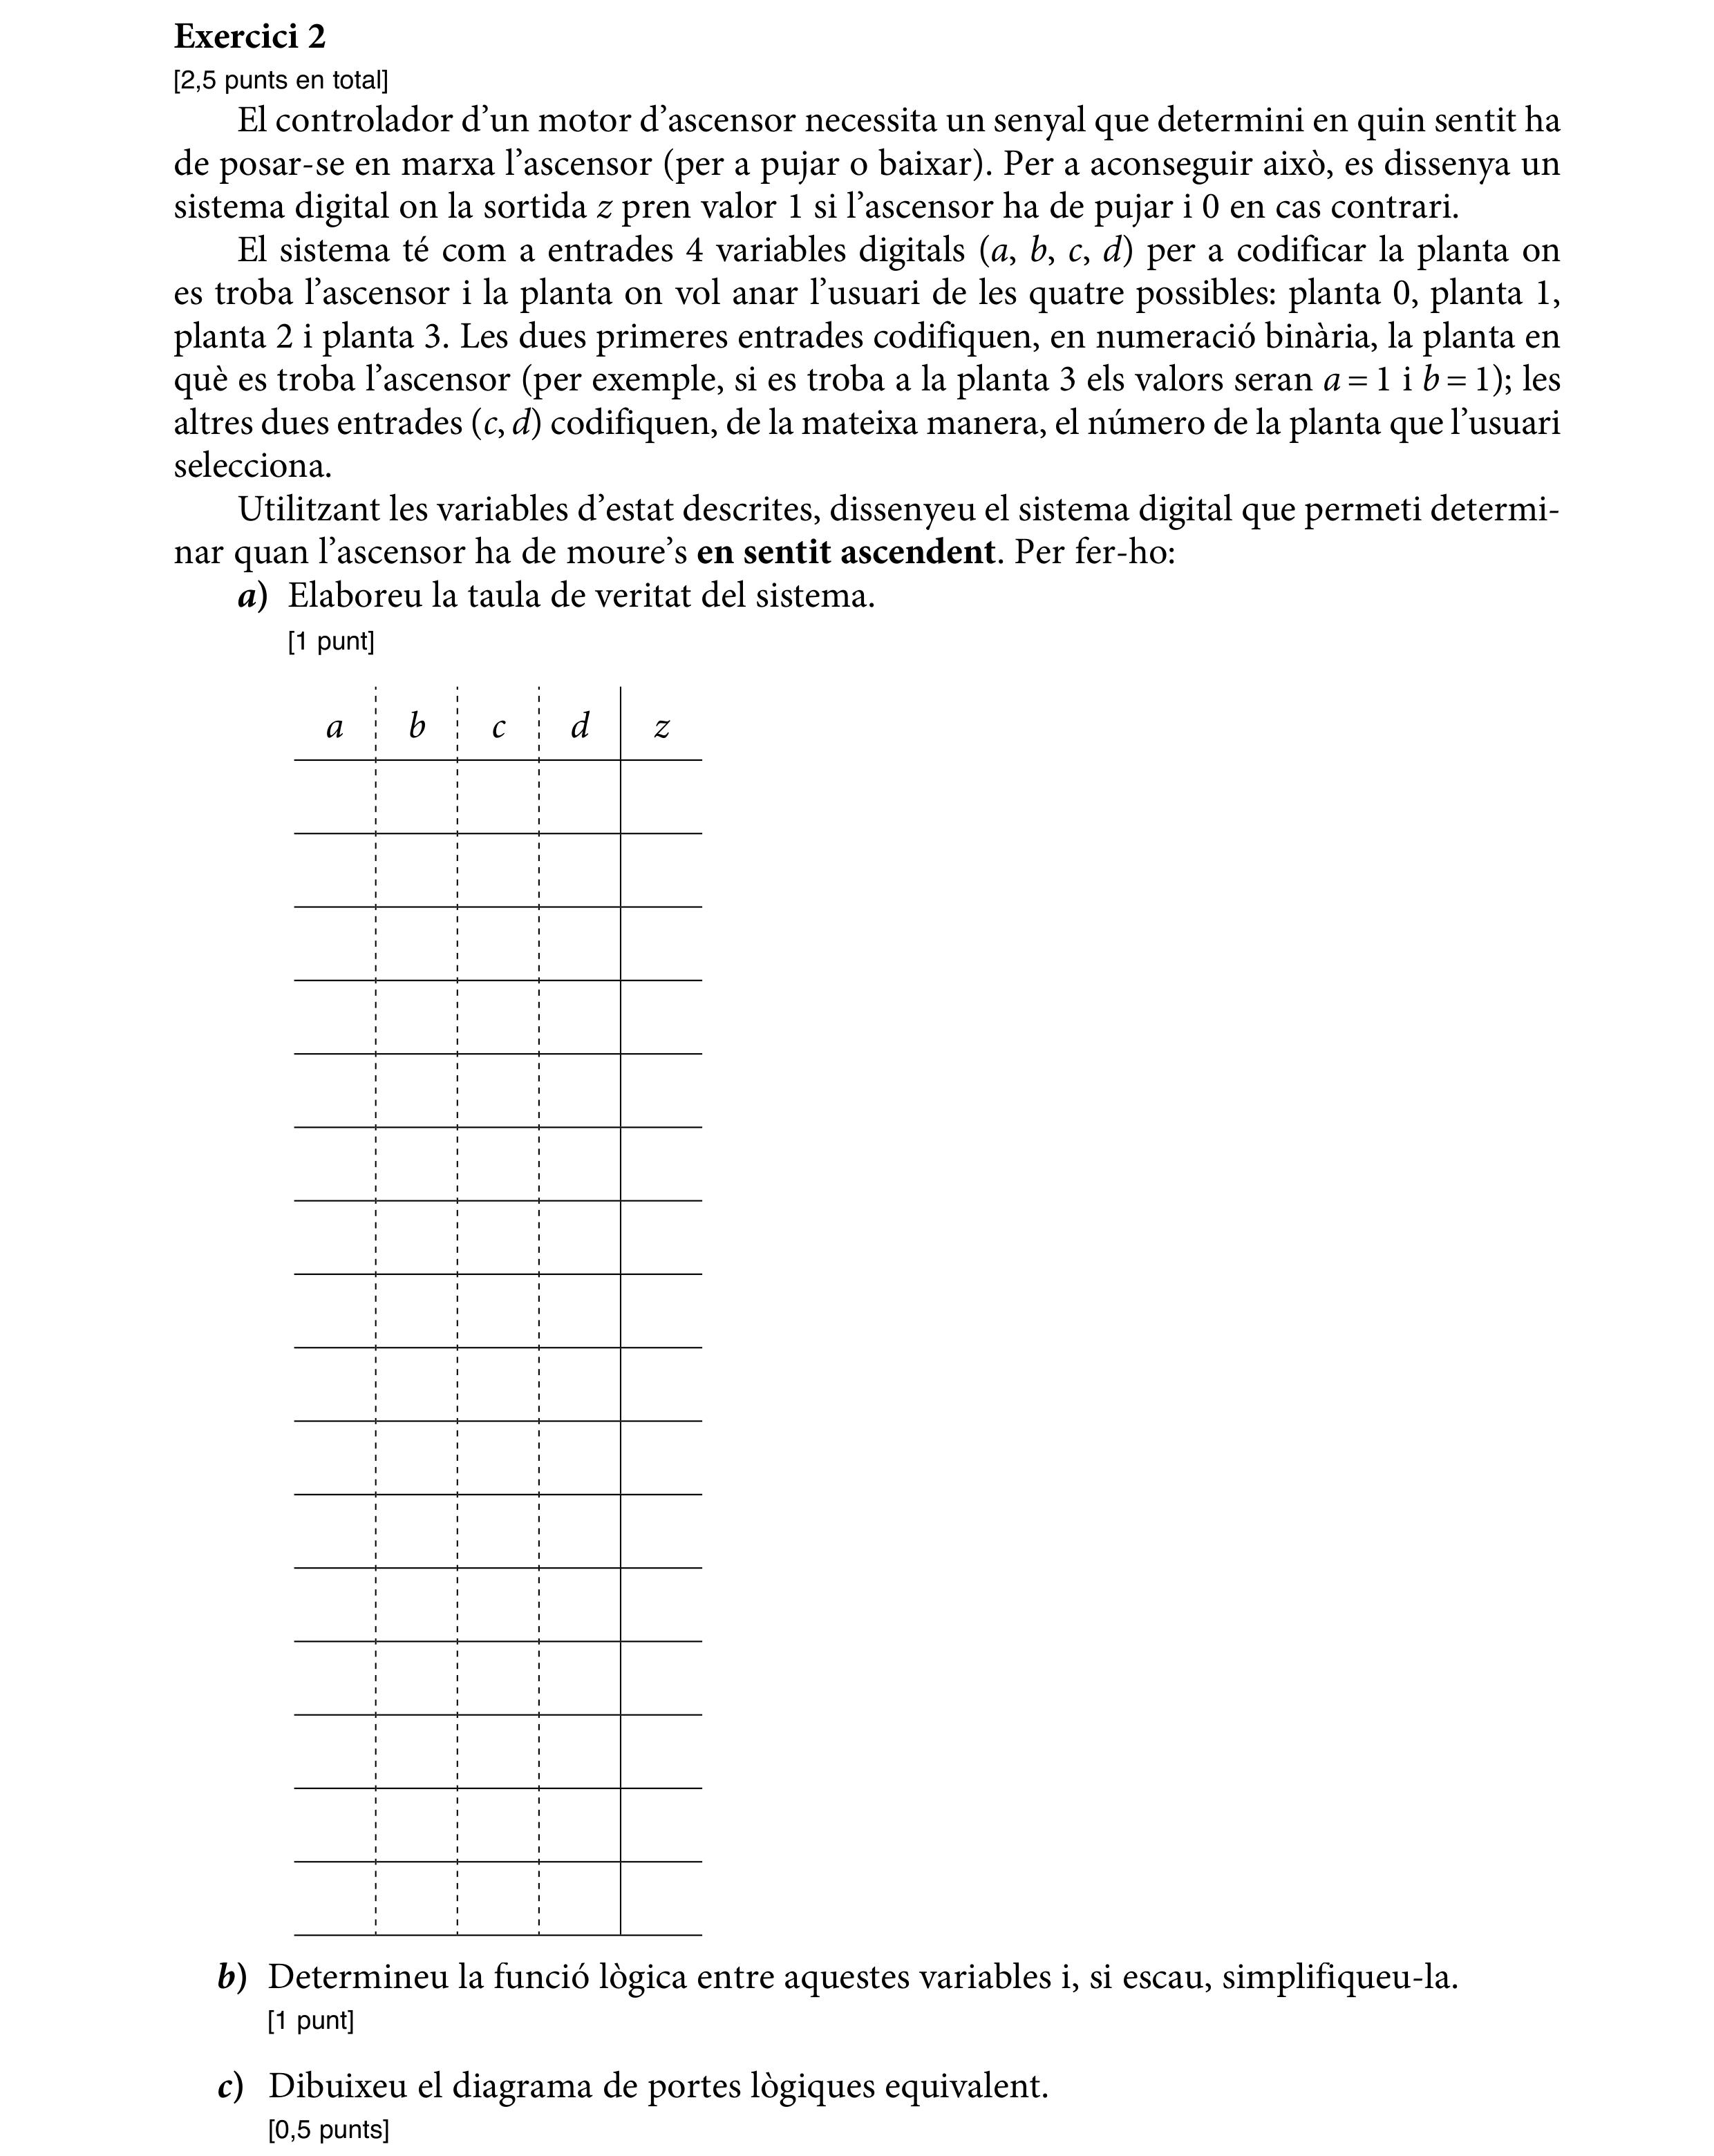 Exercici 2
[2,5 punts en total]
El controlador d’un motor d’ascensor necessita un senyal que determini en quin sentit ha
de posar-se en marxa l’ascensor (per a pujar o baixar). Per a aconseguir això, es dissenya un
sistema digital on la sortida z pren valor 1 si l’ascensor ha de pujar i 0 en cas contrari.
El sistema té com a entrades 4 variables digitals (a, b, c, d) per a codificar la planta on
es troba l’ascensor i la planta on vol anar l’usuari de les quatre possibles: planta 0, planta 1,
planta 2 i planta 3. Les dues primeres entrades codifiquen, en numeració binària, la planta en
què es troba l’ascensor (per exemple, si es troba a la planta 3 els valors seran a = 1 i b = 1); les
altres dues entrades (c, d) codifiquen, de la mateixa manera, el número de la planta que l’usuari
selecciona.
Utilitzant les variables d’estat descrites, dissenyeu el sistema digital que permeti determi-
nar quan l’ascensor ha de moure’s en sentit ascendent. Per fer-ho:
a) Elaboreu la taula de veritat del sistema.
[1 punt]
a b c d z
b) Determineu la funció lògica entre aquestes variables i, si escau, simplifiqueu-la.
[1 punt]
c) Dibuixeu el diagrama de portes lògiques equivalent.
[0,5 punts]